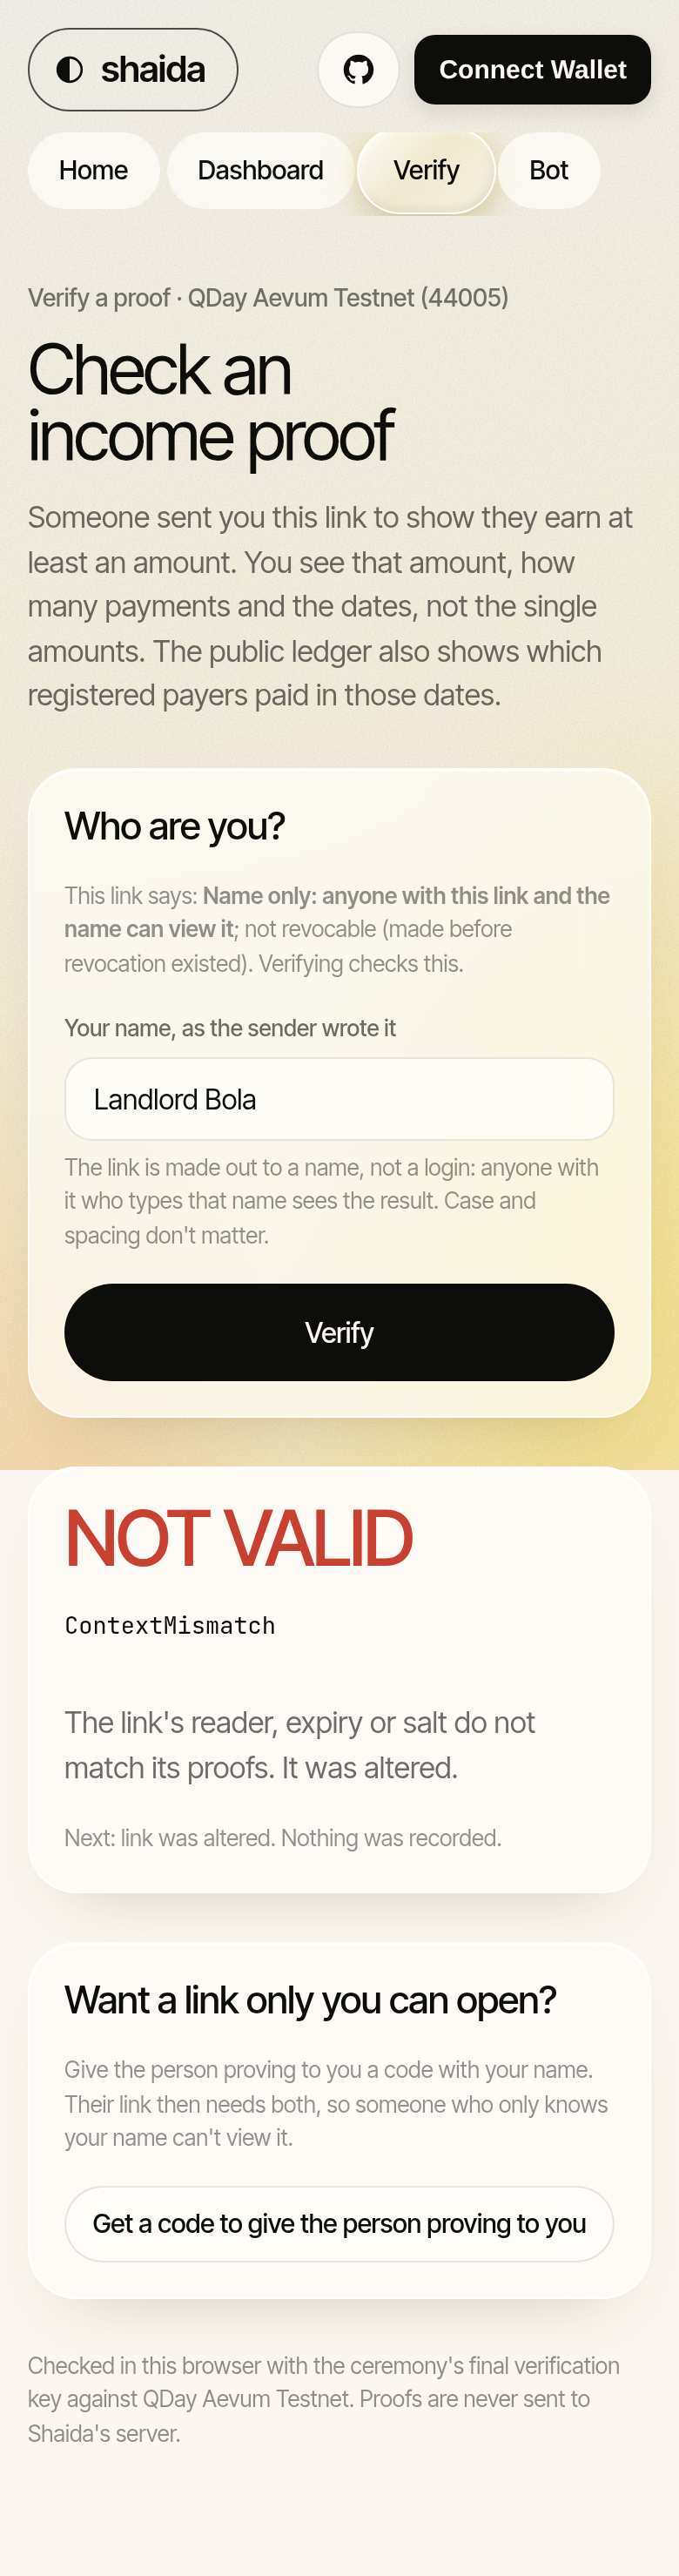 shaida
Connect Wallet
Home
Dashboard
Verify
Bot
Verify a proof · QDay Aevum Testnet (44005)
Check an
income proof
Someone sent you this link to show they earn at
least an amount. You see that amount, how
many payments and the dates, not the single
amounts. The public ledger also shows which
registered payers paid in those dates.
Who are you?
This link says: Name only: anyone with this link and the
name can view it; not revocable (made before
revocation existed). Verifying checks this.
Your name, as the sender wrote it
Landlord Bola
The link is made out to a name, not a login: anyone with
it who types that name sees the result. Case and
spacing don't matter.
Verify
NOT VALID
ContextMismatch
The link's reader, expiry or salt do not
match its proofs. It was altered.
Next: link was altered. Nothing was recorded.
Want a link only you can open?
Give the person proving to you a code with your name.
Their link then needs both, so someone who only knows
your name can't view it.
Get a code to give the person proving to you
Checked in this browser with the ceremony's final verification
key against QDay Aevum Testnet. Proofs are never sent to
Shaida's server.